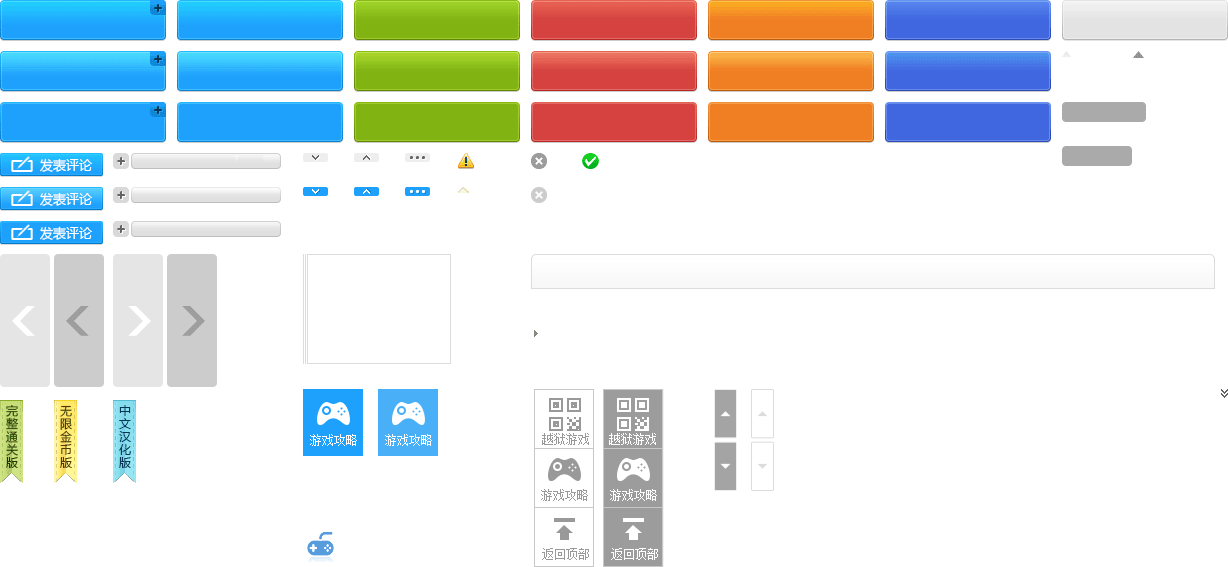 发表评论
发表评论
发表评论
完整通关版
无限金币版
中文汉化版
游戏攻略
游戏攻略
越狱游戏
越狱游戏
游戏攻略
游戏攻略
返回顶部
返回顶部